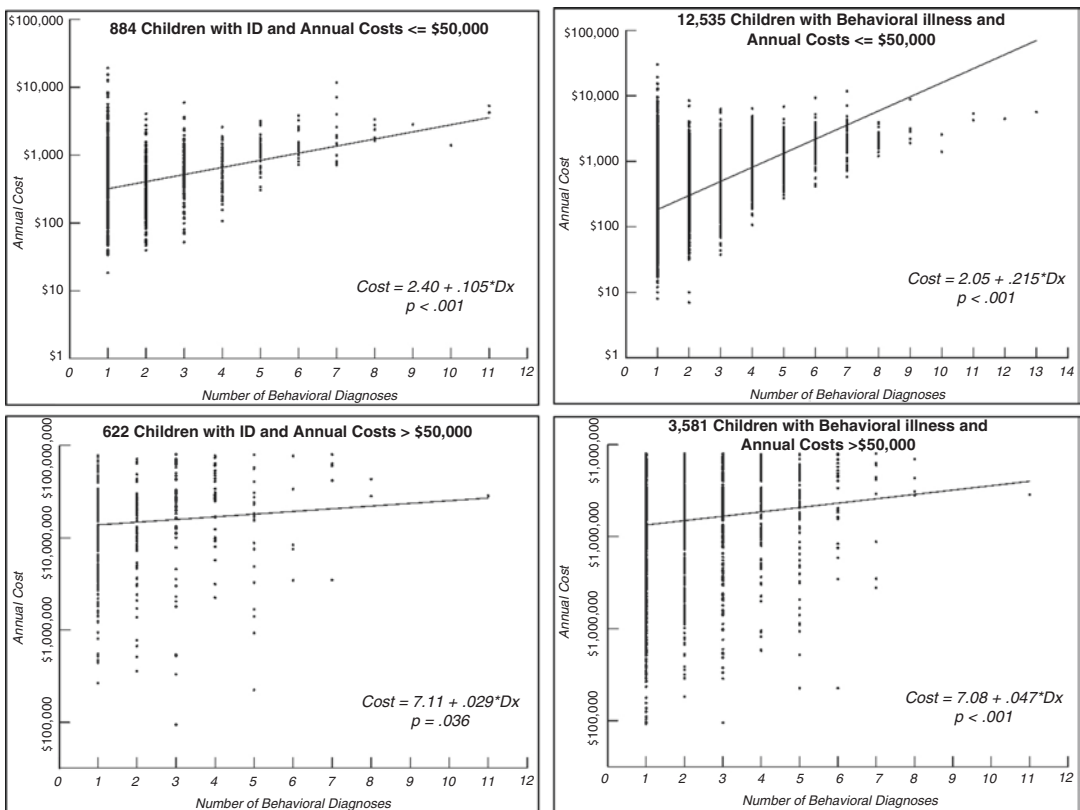 884 Children with ID and Annual Costs <= $50,000
$100,000
$10,000
$1,000
$100
$10
$1
Annual Cost
Cost = 2.40 + .105*Dx
p < .001
0 1 2 3 4 5 6 7 8 9 10 11 12
Number of Behavioral Diagnoses
12,535 Children with Behavioral illness and
Annual Costs <= $50,000
$100,000
$10,000
$1,000
$100
$10
$1
Annual Cost
Cost = 2.05 + .215*Dx
p < .001
0 1 2 3 4 5 6 7 8 9 10 11 12 13 14
Number of Behavioral Diagnoses
622 Children with ID and Annual Costs > $50,000
$100,000,000
$10,000,000
$1,000,000
$100,000
Annual Cost
Cost = 7.11 + .029*Dx
p = .036
0 1 2 3 4 5 6 7 8 9 10 11 12
Number of Behavioral Diagnoses
3,581 Children with Behavioral illness and
Annual Costs >$50,000
$1,000,000
$1,000,000
$1,000,000
$100,000
Annual Cost
Cost = 7.08 + .047*Dx
p < .001
0 1 2 3 4 5 6 7 8 9 10 11 12
Number of Behavioral Diagnoses